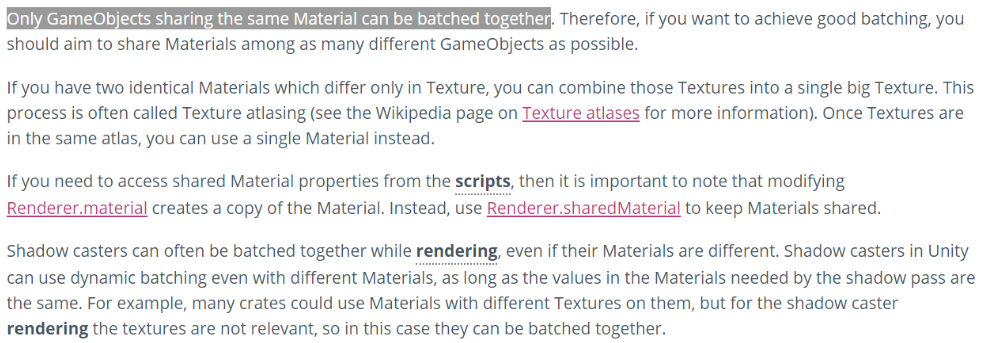 Only GameObjects sharing the same Material can be batched together. Therefore, if you want to achieve good batching, you
should aim to share Materials among as many different GameObjects as possible.
If you have two identical Materials which differ only in Texture, you can combine those Textures into a single big Texture. This
process is often called Texture atlasing (see the Wikipedia page on Texture atlases for more information). Once Textures are
in the same atlas, you can use a single Material instead.
If you need to access shared Material properties from the scripts, then it is important to note that modifying
Renderer.material creates a copy of the Material. Instead, use Renderer.sharedMaterial to keep Materials shared.
Shadow casters can often be batched together while rendering, even if their Materials are different. Shadow casters in Unity
can use dynamic batching even with different Materials, as long as the values in the Materials needed by the shadow pass are
the same. For example, many crates could use Materials with different Textures on them, but for the shadow caster
rendering the textures are not relevant, so in this case they can be batched together.